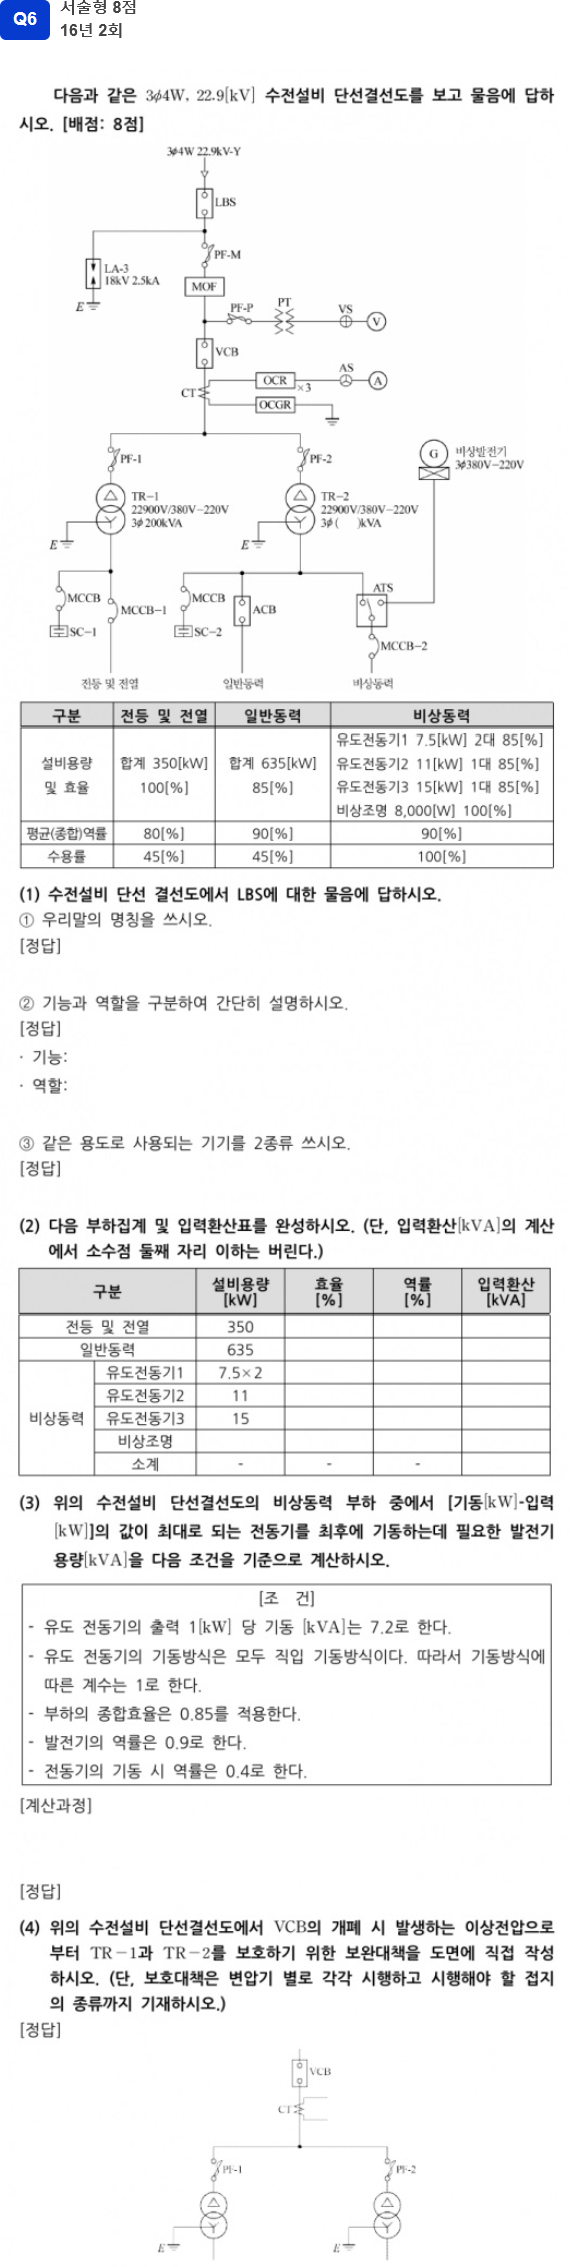 Q6
서술형 8점
16년 2회
다음과 같은 3ø4W, 22.9[kV] 수전설비 단선결선도를 보고 물음에 답하
시오. [배점: 8점]
3ø4W 22.9kV-Y
LBS
PF-M
LA-3
18kV 2.5kA
E
MOF
PF-P
PT
VS
V
VCB
AS
CT
OCR
×3
A
OCGR
PF-1
PF-2
G
비상발전기
3ø380V-220V
TR-1
22900V/380V-220V
3ø 200kVA
E
TR-2
22900V/380V-220V
3ø ( )kVA
E
ATS
MCCB
MCCB-1
MCCB
ACB
SC-1
SC-2
MCCB-2
전등 및 전열
일반동력
비상동력
구분 전등 및 전열 일반동력 비상동력
설비용량
및 효율
합계 350[kW]
100[%]
합계 635[kW]
85[%]
유도전동기1 7.5[kW] 2대 85[%]
유도전동기2 11[kW] 1대 85[%]
유도전동기3 15[kW] 1대 85[%]
비상조명 8,000[W] 100[%]
평균(종합)역률 80[%] 90[%] 90[%]
수용률 45[%] 45[%] 100[%]
(1) 수전설비 단선 결선도에서 LBS에 대한 물음에 답하시오.
① 우리말의 명칭을 쓰시오.
[정답]
② 기능과 역할을 구분하여 간단히 설명하시오.
[정답]
· 기능:
· 역할:
③ 같은 용도로 사용되는 기기를 2종류 쓰시오.
[정답]
(2) 다음 부하집계 및 입력환산표를 완성하시오. (단, 입력환산[kVA]의 계산
에서 소수점 둘째 자리 이하는 버린다.)
구분
설비용량
[kW]
효율
[%]
역률
[%]
입력환산
[kVA]
전등 및 전열 350
일반동력 635
비상동력
유도전동기1 7.5×2
유도전동기2 11
유도전동기3 15
비상조명
소계 - - -
(3) 위의 수전설비 단선결선도의 비상동력 부하 중에서 [기동[kW]-입력
[kW]]의 값이 최대로 되는 전동기를 최후에 기동하는데 필요한 발전기
용량[kVA]을 다음 조건을 기준으로 계산하시오.
[조 건]
- 유도 전동기의 출력 1[kW] 당 기동 [kVA]는 7.2로 한다.
- 유도 전동기의 기동방식은 모두 직입 기동방식이다. 따라서 기동방식에
따른 계수는 1로 한다.
- 부하의 종합효율은 0.85를 적용한다.
- 발전기의 역률은 0.9로 한다.
- 전동기의 기동 시 역률은 0.4로 한다.
[계산과정]
[정답]
(4) 위의 수전설비 단선결선도에서 VCB의 개폐 시 발생하는 이상전압으로
부터 TR-1과 TR-2를 보호하기 위한 보완대책을 도면에 직접 작성
하시오. (단, 보호대책은 변압기 별로 각각 시행하고 시행해야 할 접지
의 종류까지 기재하시오.)
[정답]
VCB
CT
PF-1
PF-2
E
E